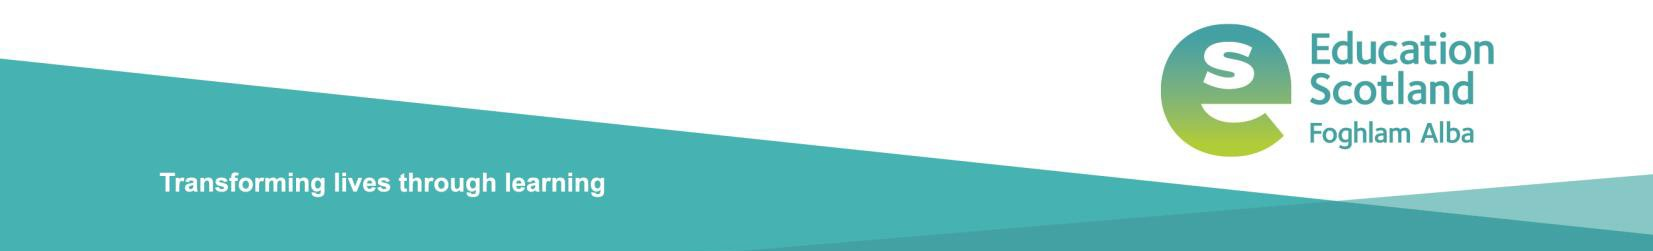 Education
Scotland
Foghlam Alba
Transforming lives through learning